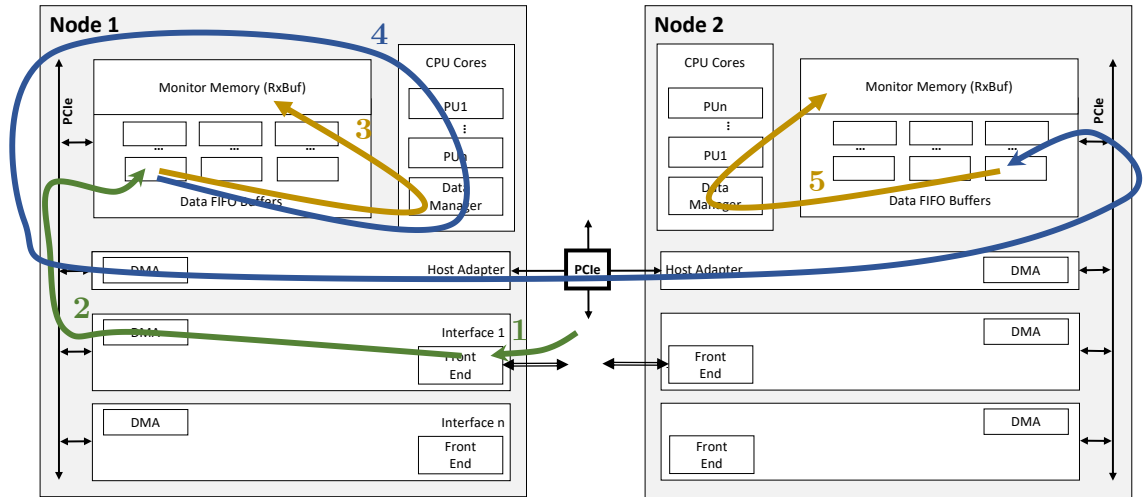 Node 1
4
CPU Cores
Monitor Memory (RxBuf)
PCIe
PU1
...
3
... ... ...
PUn
Data
Manager
Data FIFO Buffers
DMA
Host Adapter
2
DMA
Interface 1
1
Front
End
DMA
Interface n
Front
End
PCIe
Node 2
CPU Cores
Monitor Memory (RxBuf)
PCIe
PUn
...
PU1
... ... ...
Data
Manager
5
Data FIFO Buffers
Host Adapter
DMA
DMA
Front
End
DMA
Front
End